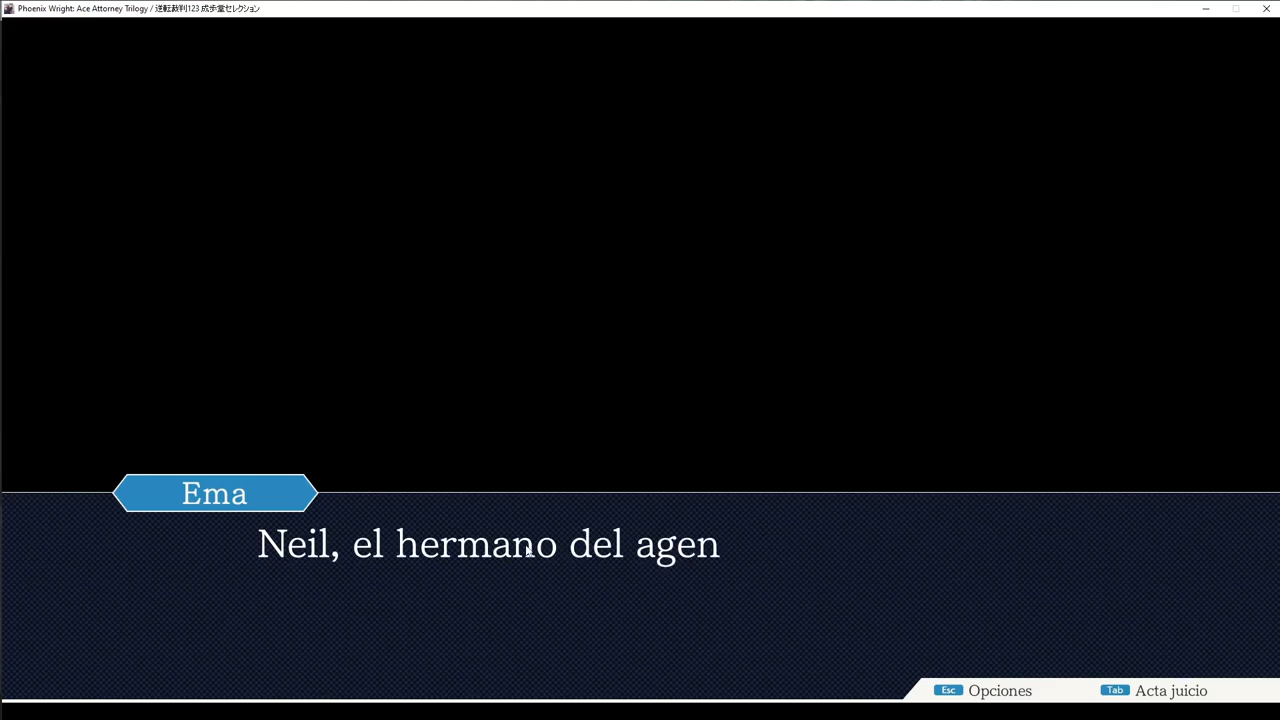 Phoenix Wright: Ace Attorney Trilogy / 逆転裁判123 成歩堂セレクション
Ema
Neil, el hermano del agen
Esc Opciones Tab Acta juicio